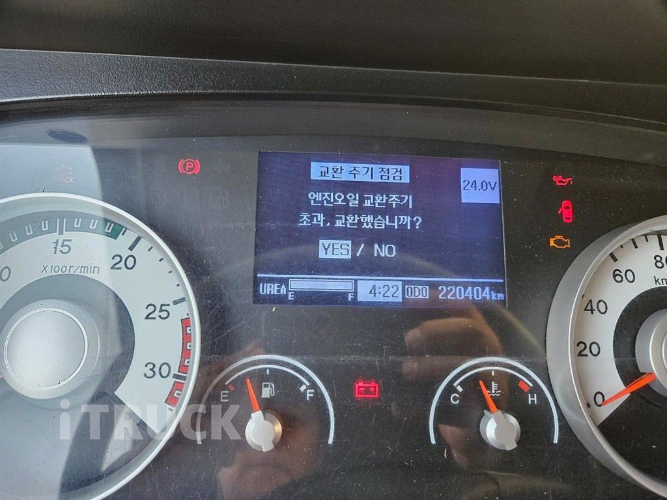 교환 주기 점검
24.0V
엔진오일 교환주기
초과, 교환했습니까?
YES / NO
UREA
E F
4:22 ODO 220404km
15
20
25
30
X100r/min
0
20
40
60
80
E F
C H
P
iTRUCK